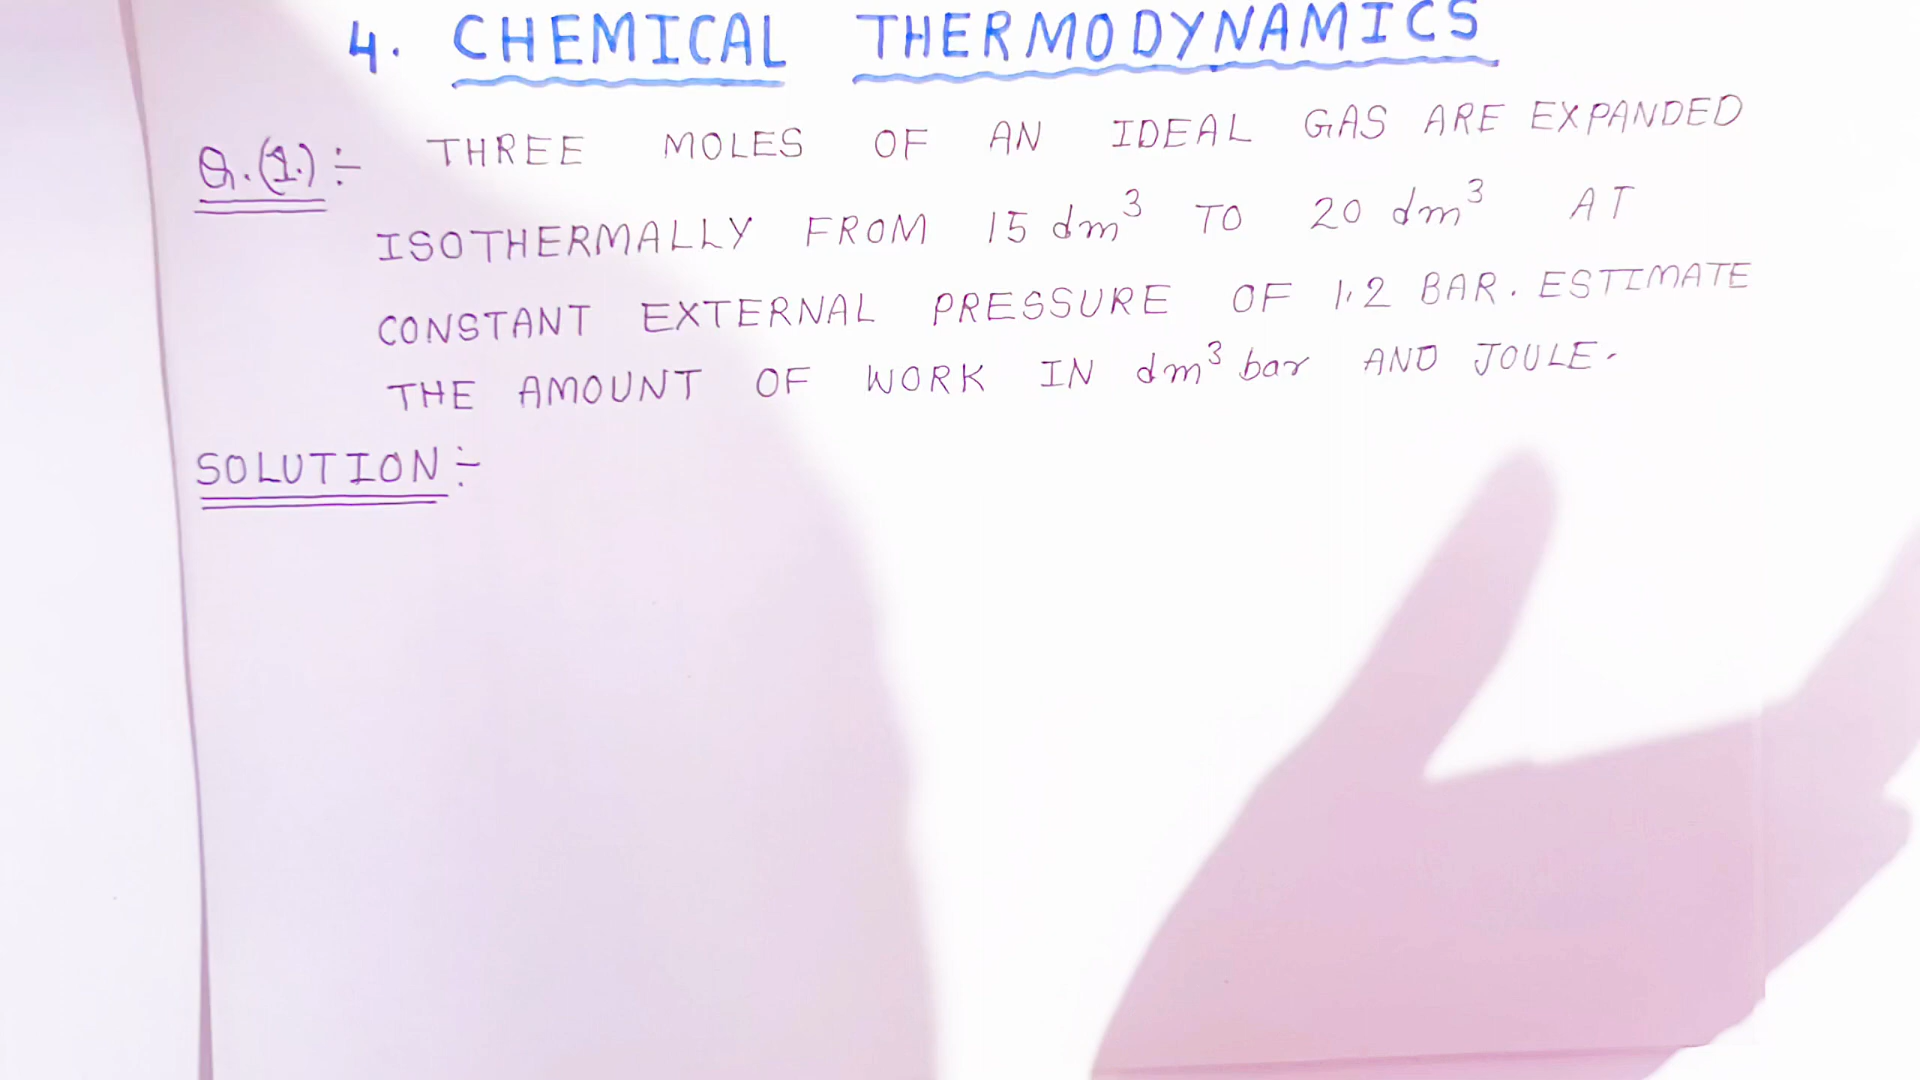 4. CHEMICAL THERMODYNAMICS
Q.(1.):- THREE MOLES OF AN IDEAL GAS ARE EXPANDED
ISOTHERMALLY FROM 15 dm³ TO 20 dm³ AT
CONSTANT EXTERNAL PRESSURE OF 1.2 BAR. ESTIMATE
THE AMOUNT OF WORK IN dm³ bar AND JOULE.
SOLUTION:-